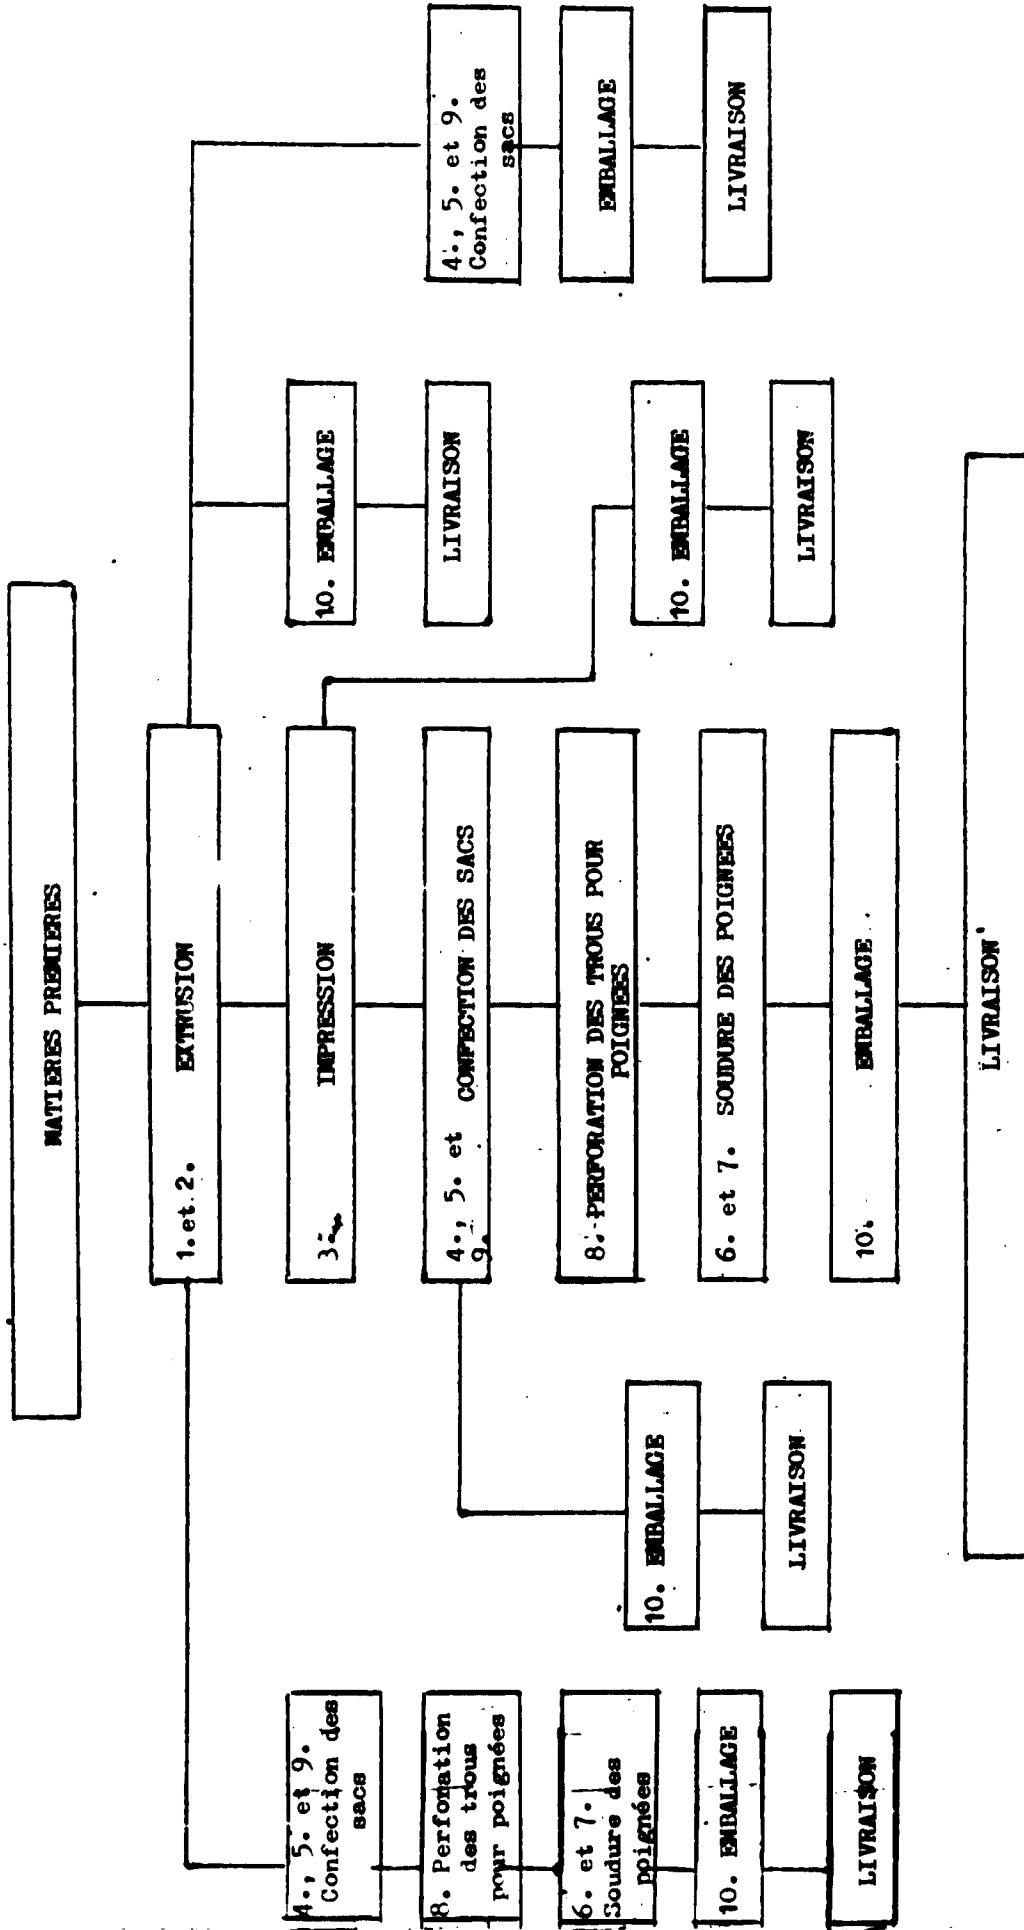 MATIERES PREMIERES
1. et 2. EXTRUSION
3. IMPRESSION
4., 5. et CONFECTION DES SACS
9.
8. PERFORATION DES TROUS POUR
POIGNEES
6. et 7. SOUDURE DES POIGNEES
10. EMBALLAGE
LIVRAISON
4., 5. et 9.
Confection des
sacs
8. Perforation
des trous
pour poignées
6. et 7.
Soudure des
poignées
10. EMBALLAGE
LIVRAISON
10. EMBALLAGE
LIVRAISON
10. EMBALLAGE
LIVRAISON
10. EMBALLAGE
LIVRAISON
4., 5. et 9.
Confection des
sacs
EMBALLAGE
LIVRAISON